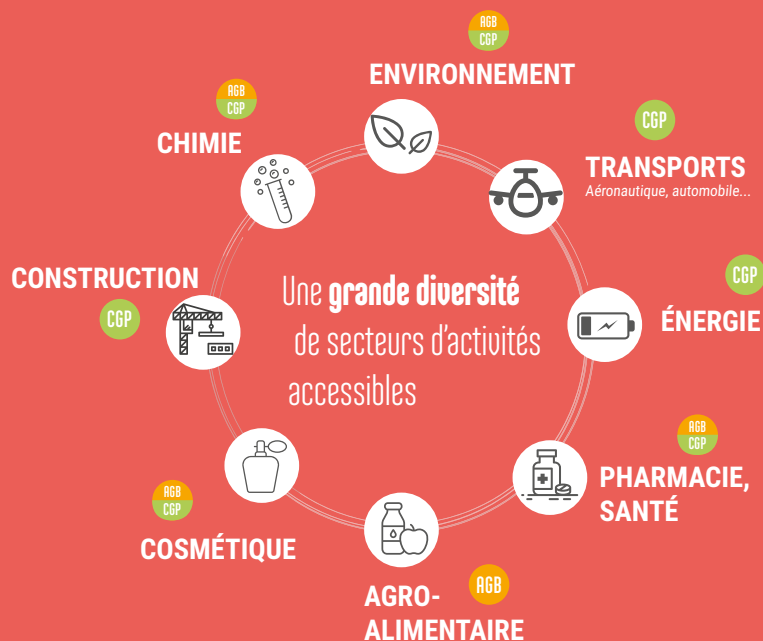 AGB
CGP
ENVIRONNEMENT
AGB
CGP
CHIMIE
CGP
TRANSPORTS
Aéronautique, automobile...
CONSTRUCTION
CGP
CGP
ÉNERGIE
Une grande diversité
de secteurs d'activités
accessibles
AGB
CGP
PHARMACIE,
SANTÉ
AGB
CGP
COSMÉTIQUE
AGB
AGRO-
ALIMENTAIRE